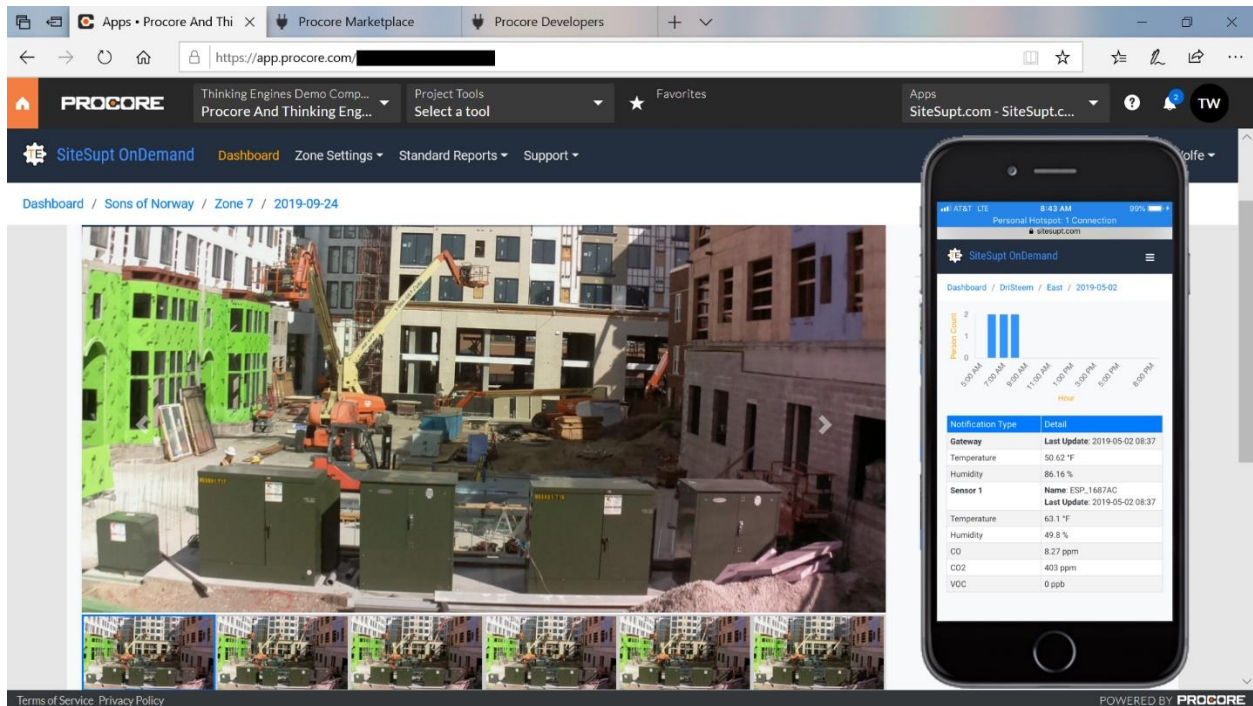 Apps • Procore And Thi
Procore Marketplace
Procore Developers
https://app.procore.com/
PROCORE
Thinking Engines Demo Comp...
Procore And Thinking Eng...
Project Tools
Select a tool
Favorites
Apps
SiteSupt.com - SiteSupt.c...
TW
TE
SiteSupt OnDemand
Dashboard
Zone Settings
Standard Reports
Support
Dashboard / Sons of Norway / Zone 7 / 2019-09-24
AT&T LTE
8:43 AM
99%
Personal Hotspot: 1 Connection
sitesupt.com
SiteSupt OnDemand
Dashboard / DriSteem / East / 2019-05-02
Person Count
2
1
0
5:00 AM
7:00 AM
9:00 AM
11:00 AM
1:00 PM
3:00 PM
5:00 PM
8:00 PM
Hour
Notification Type Detail
Gateway Last Update: 2019-05-02 08:37
Temperature 50.62 °F
Humidity 86.16 %
Sensor 1 Name: ESP_1687AC
Last Update: 2019-05-02 08:37
Temperature 63.1 °F
Humidity 49.8 %
CO 8.27 ppm
CO2 403 ppm
VOC 0 ppb
Terms of Service Privacy Policy
POWERED BY PROCORE